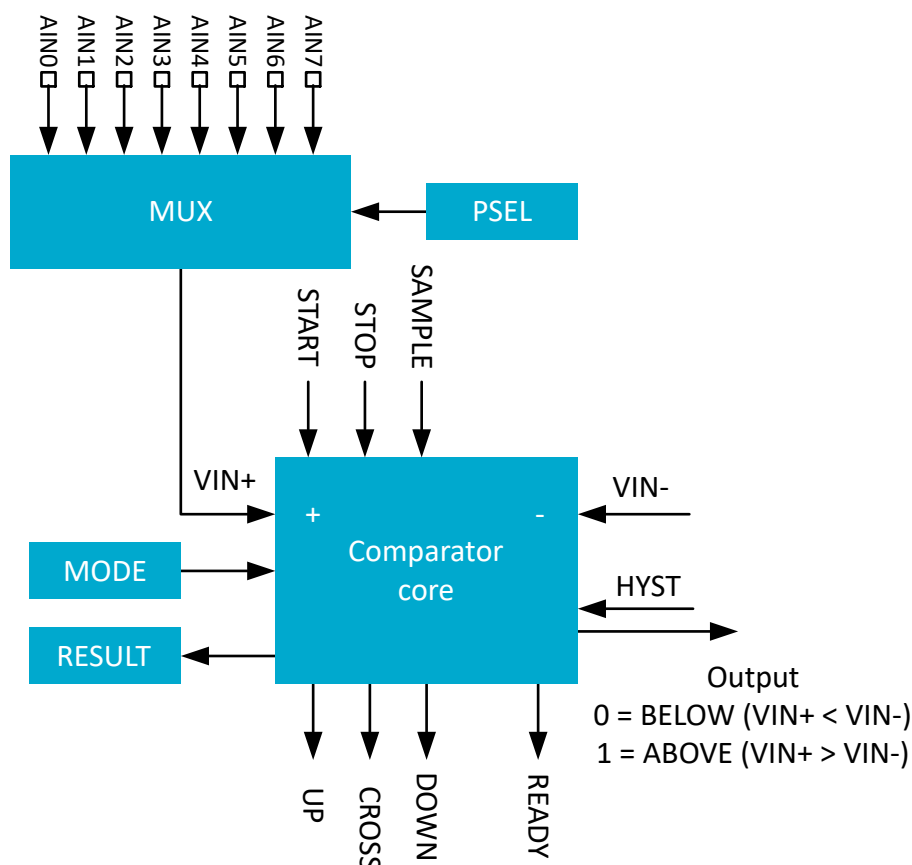 AIN0
AIN1
AIN2
AIN3
AIN4
AIN5
AIN6
AIN7
MUX
PSEL
START
STOP
SAMPLE
VIN+
VIN-
+
-
Comparator
core
MODE
HYST
RESULT
Output
0 = BELOW (VIN+ < VIN-)
1 = ABOVE (VIN+ > VIN-)
UP
CROSS
DOWN
READY